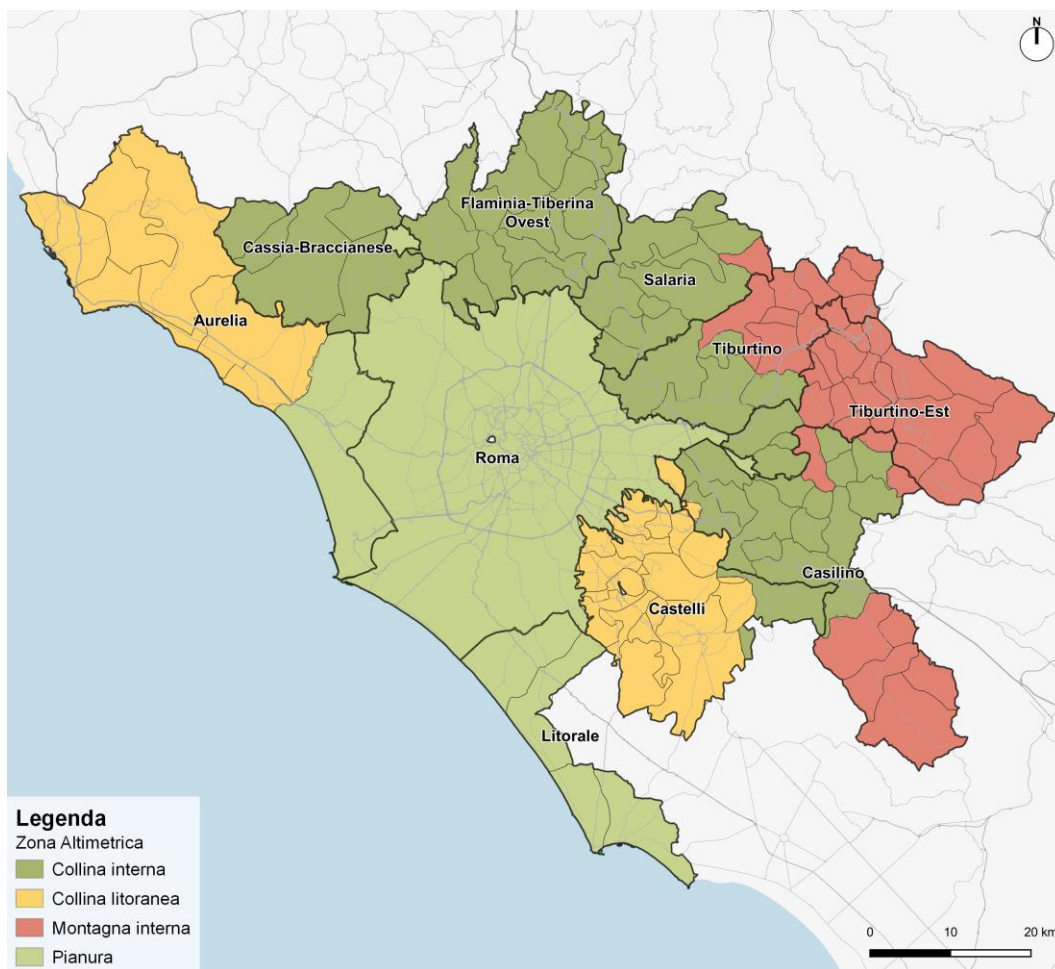 N
Flaminia-Tiberina
Ovest
Cassia-Braccianese
Salaria
Aurelia
Tiburtino
Tiburtino-Est
Roma
Casilino
Castelli
Litorale
Legenda
Zona Altimetrica
Collina interna
Collina litoranea
Montagna interna
Pianura
0 10 20 km